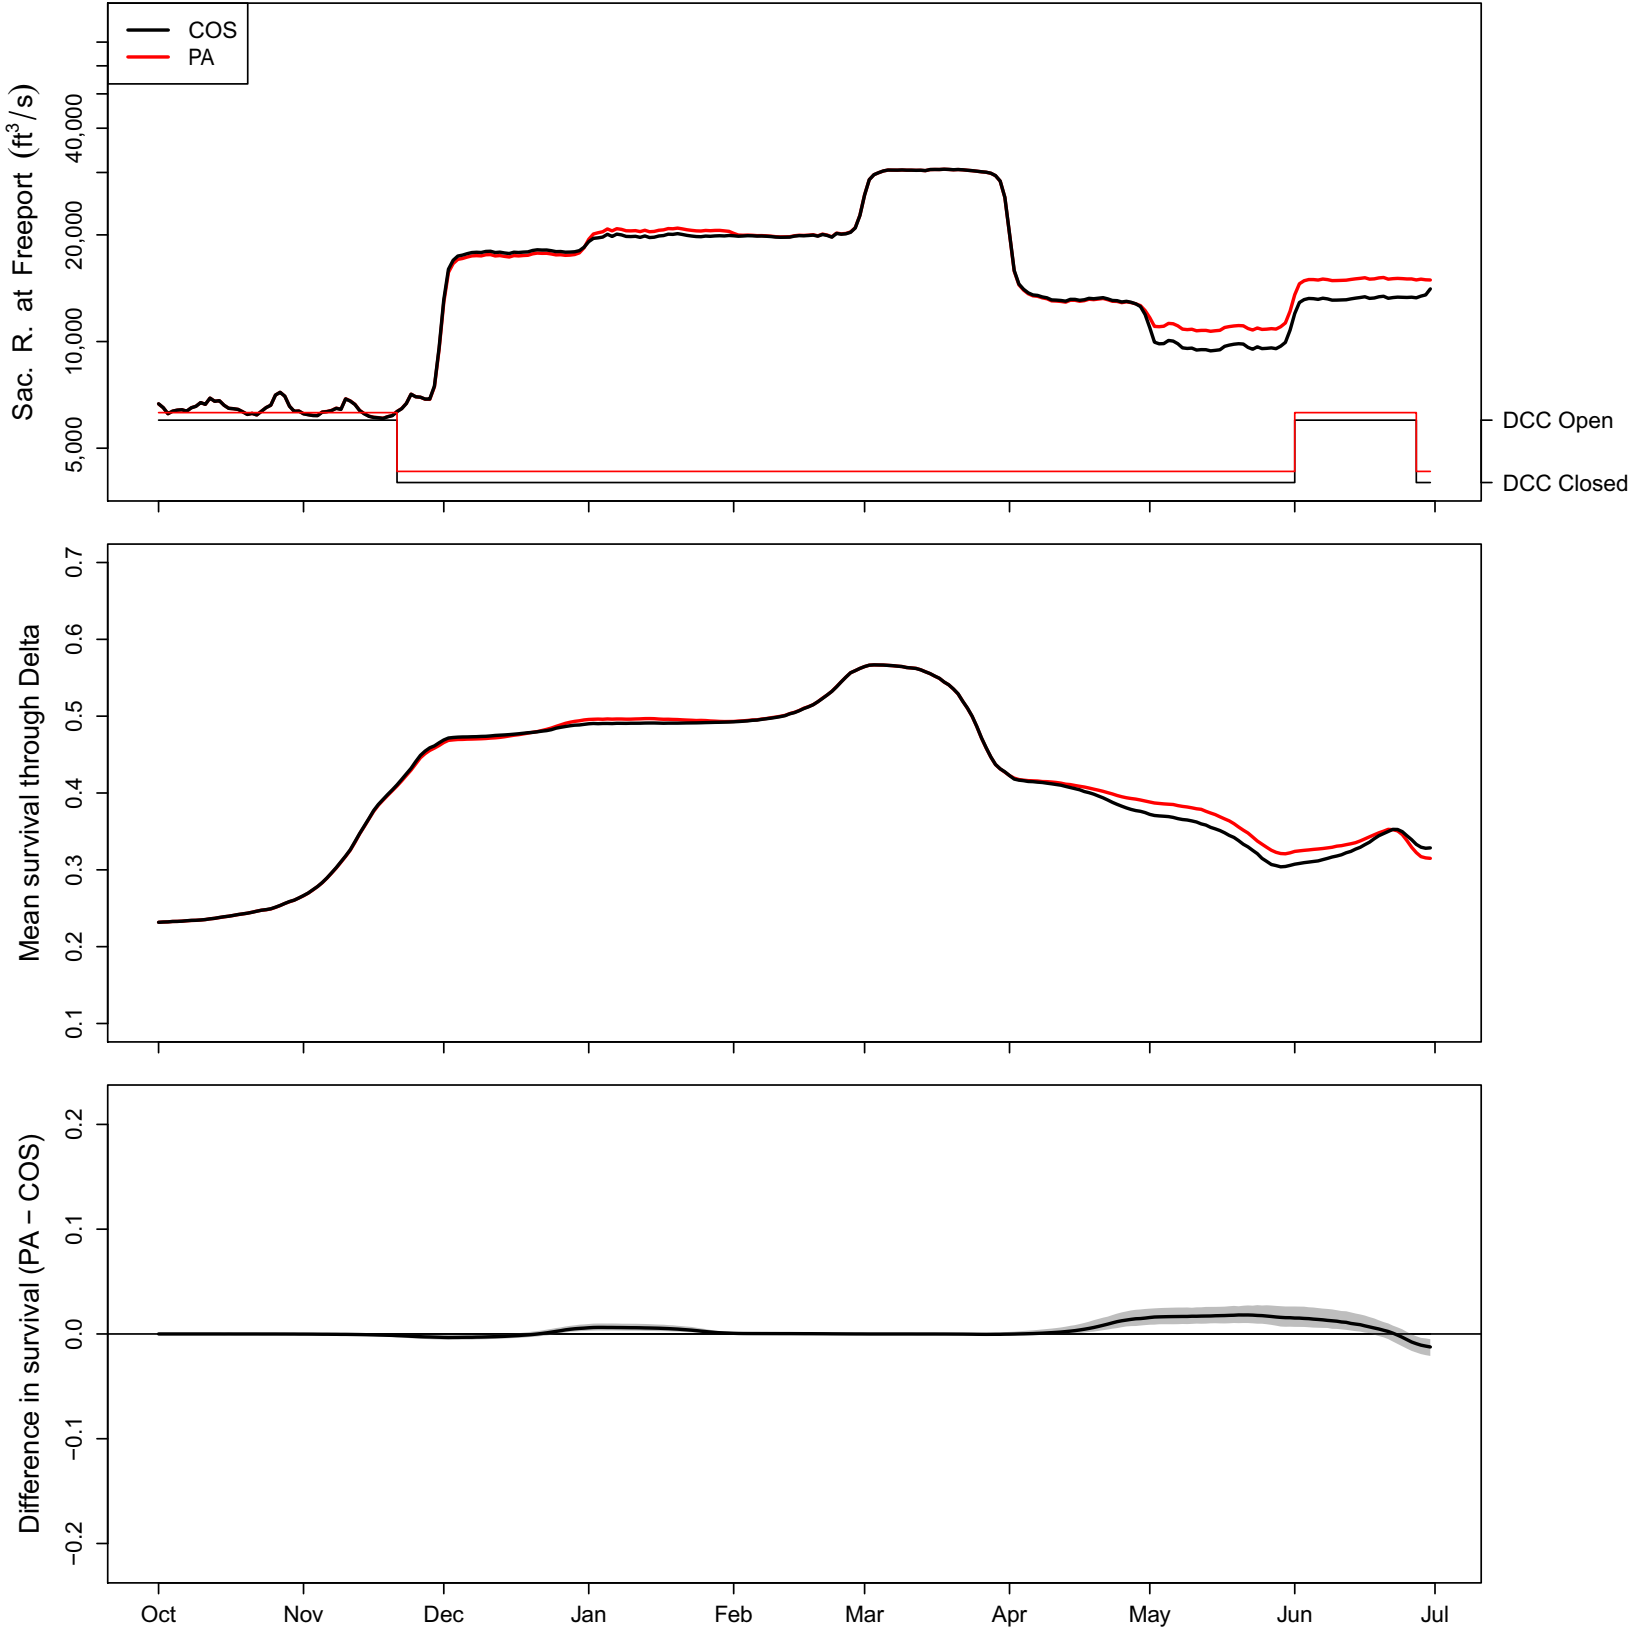 COS
PA
Sac. R. at Freeport (ft³/s)
40,000
20,000
10,000
5,000
DCC Open
DCC Closed
Mean survival through Delta
0.7
0.6
0.5
0.4
0.3
0.2
0.1
Difference in survival (PA − COS)
0.2
0.1
0.0
−0.1
−0.2
Oct Nov Dec Jan Feb Mar Apr May Jun Jul